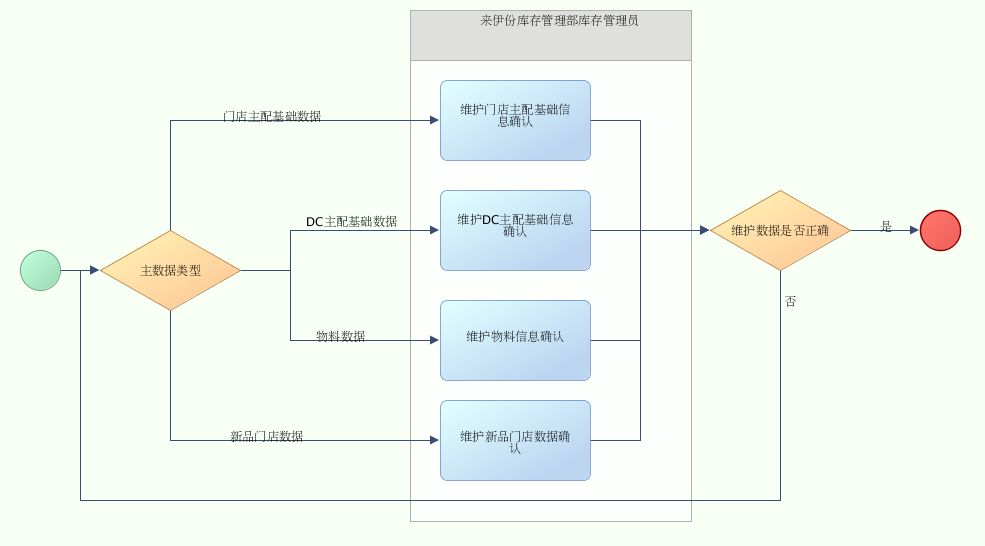 来伊份库存管理部库存管理员
门店主配基础数据
维护门店主配基础信
息确认
DC主配基础数据
维护DC主配基础信息
确认
主数据类型
维护数据是否正确
是
否
物料数据
维护物料信息确认
新品门店数据
维护新品门店数据确
认